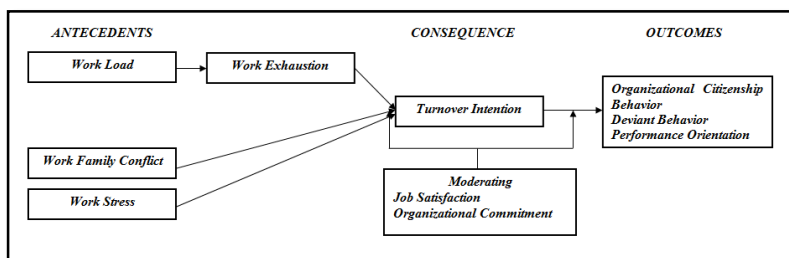 ANTECEDENTS
CONSEQUENCE
OUTCOMES
Work Load
Work Exhaustion
Turnover Intention
Organizational Citizenship
Behavior
Deviant Behavior
Performance Orientation
Work Family Conflict
Work Stress
Moderating
Job Satisfaction
Organizational Commitment